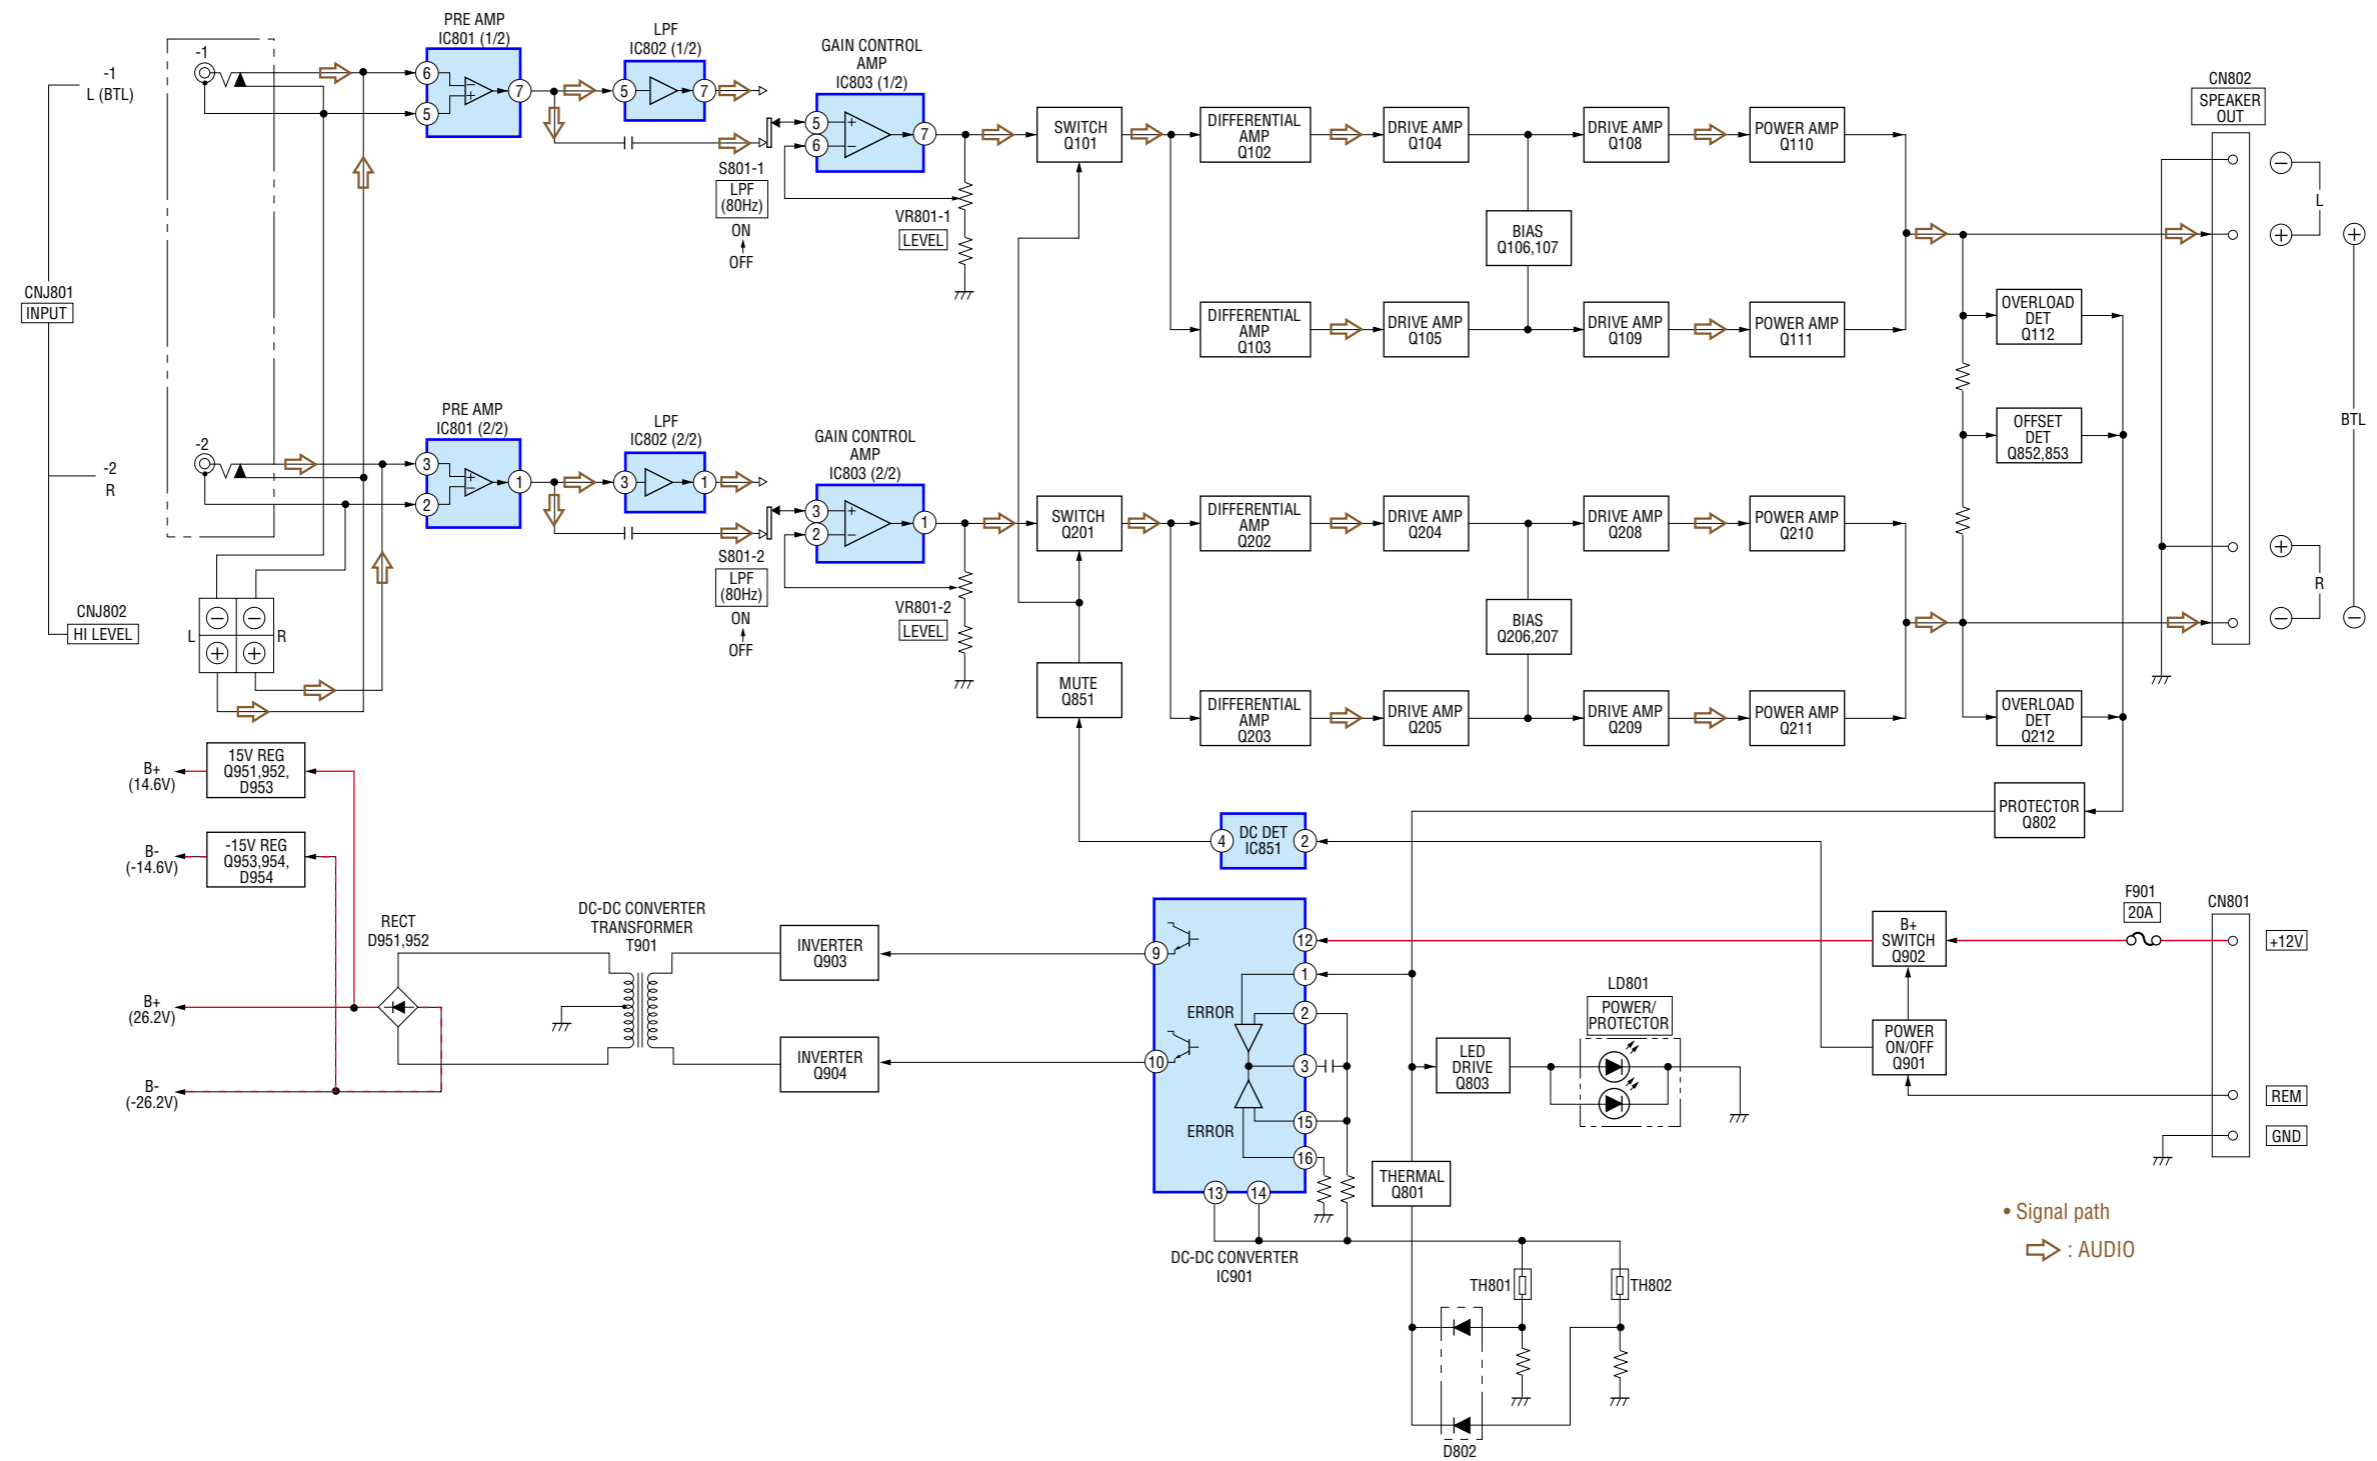 -1
L (BTL)
CNJ801
INPUT
-2
R
CNJ802
HI LEVEL
-1
-2
L
R
PRE AMP
IC801 (1/2)
6
5
7
LPF
IC802 (1/2)
5
7
GAIN CONTROL
AMP
IC803 (1/2)
5
6
7
S801-1
LPF
(80Hz)
ON
OFF
VR801-1
LEVEL
SWITCH
Q101
DIFFERENTIAL
AMP
Q102
DRIVE AMP
Q104
DRIVE AMP
Q108
POWER AMP
Q110
BIAS
Q106,107
DIFFERENTIAL
AMP
Q103
DRIVE AMP
Q105
DRIVE AMP
Q109
POWER AMP
Q111
CN802
SPEAKER
OUT
L
R
BTL
OVERLOAD
DET
Q112
OFFSET
DET
Q852,853
OVERLOAD
DET
Q212
PRE AMP
IC801 (2/2)
3
2
1
LPF
IC802 (2/2)
3
1
GAIN CONTROL
AMP
IC803 (2/2)
3
2
1
S801-2
LPF
(80Hz)
ON
OFF
VR801-2
LEVEL
SWITCH
Q201
MUTE
Q851
DIFFERENTIAL
AMP
Q202
DRIVE AMP
Q204
DRIVE AMP
Q208
POWER AMP
Q210
BIAS
Q206,207
DIFFERENTIAL
AMP
Q203
DRIVE AMP
Q205
DRIVE AMP
Q209
POWER AMP
Q211
PROTECTOR
Q802
4
DC DET
IC851
2
B+
(14.6V)
15V REG
Q951,952,
D953
B-
(-14.6V)
-15V REG
Q953,954,
D954
B+
(26.2V)
B-
(-26.2V)
RECT
D951,952
DC-DC CONVERTER
TRANSFORMER
T901
INVERTER
Q903
INVERTER
Q904
9
10
12
1
2
3
15
16
13
14
ERROR
ERROR
DC-DC CONVERTER
IC901
LED
DRIVE
Q803
LD801
POWER/
PROTECTOR
THERMAL
Q801
TH801
TH802
D802
B+
SWITCH
Q902
POWER
ON/OFF
Q901
F901
20A
CN801
+12V
REM
GND
• Signal path
: AUDIO